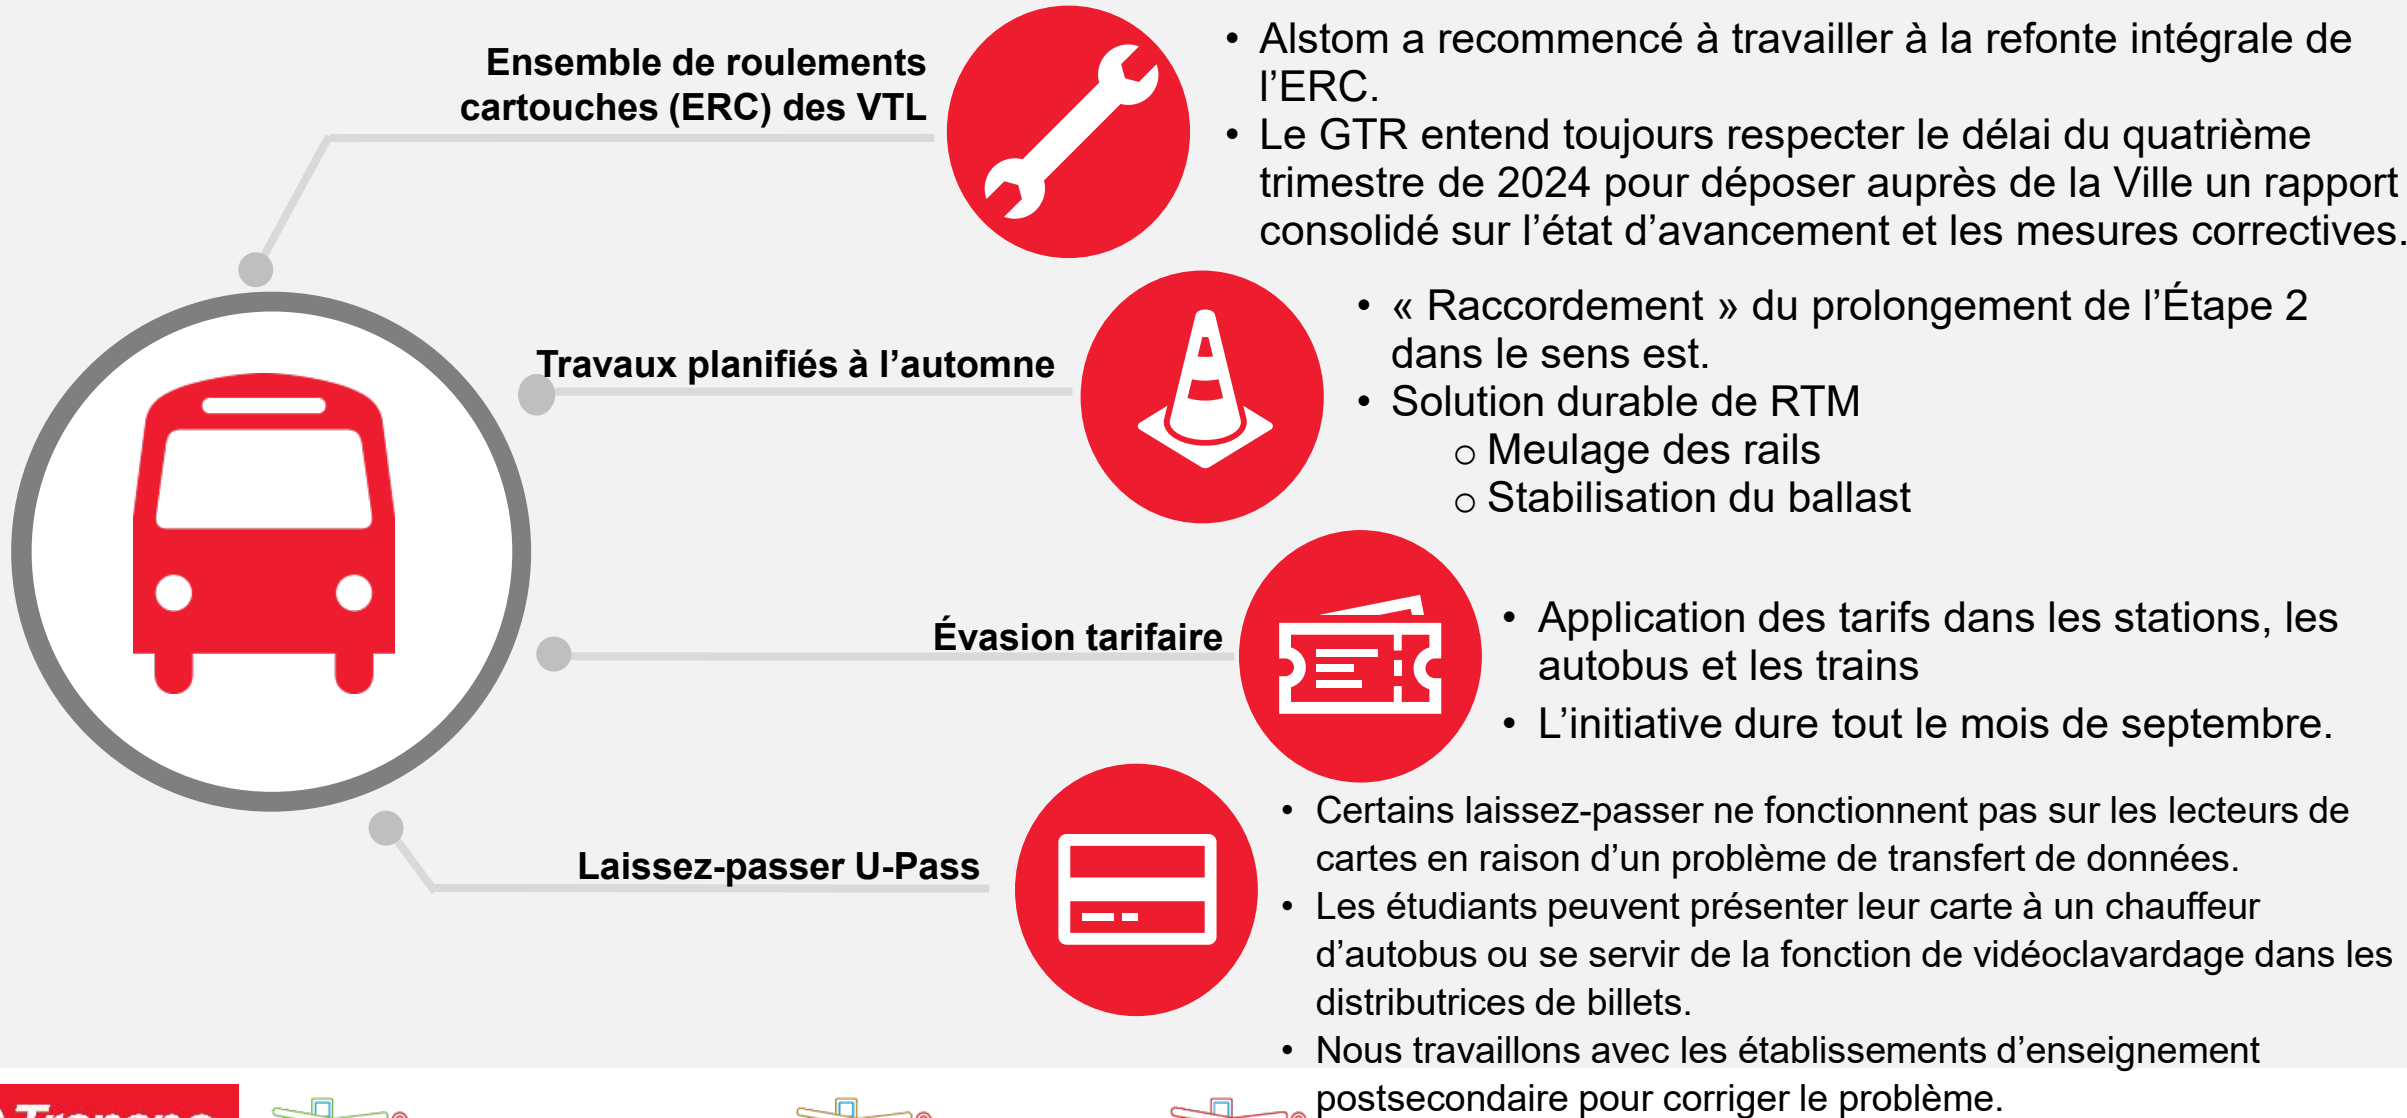 Ensemble de roulements
cartouches (ERC) des VTL
• Alstom a recommencé à travailler à la refonte intégrale de
l’ERC.
• Le GTR entend toujours respecter le délai du quatrième
trimestre de 2024 pour déposer auprès de la Ville un rapport
consolidé sur l’état d’avancement et les mesures correctives.
Travaux planifiés à l’automne
• « Raccordement » du prolongement de l’Étape 2
dans le sens est.
• Solution durable de RTM
o Meulage des rails
o Stabilisation du ballast
Évasion tarifaire
• Application des tarifs dans les stations, les
autobus et les trains
• L’initiative dure tout le mois de septembre.
Laissez-passer U-Pass
• Certains laissez-passer ne fonctionnent pas sur les lecteurs de
cartes en raison d’un problème de transfert de données.
• Les étudiants peuvent présenter leur carte à un chauffeur
d’autobus ou se servir de la fonction de vidéoclavardage dans les
distributrices de billets.
• Nous travaillons avec les établissements d’enseignement
postsecondaire pour corriger le problème.